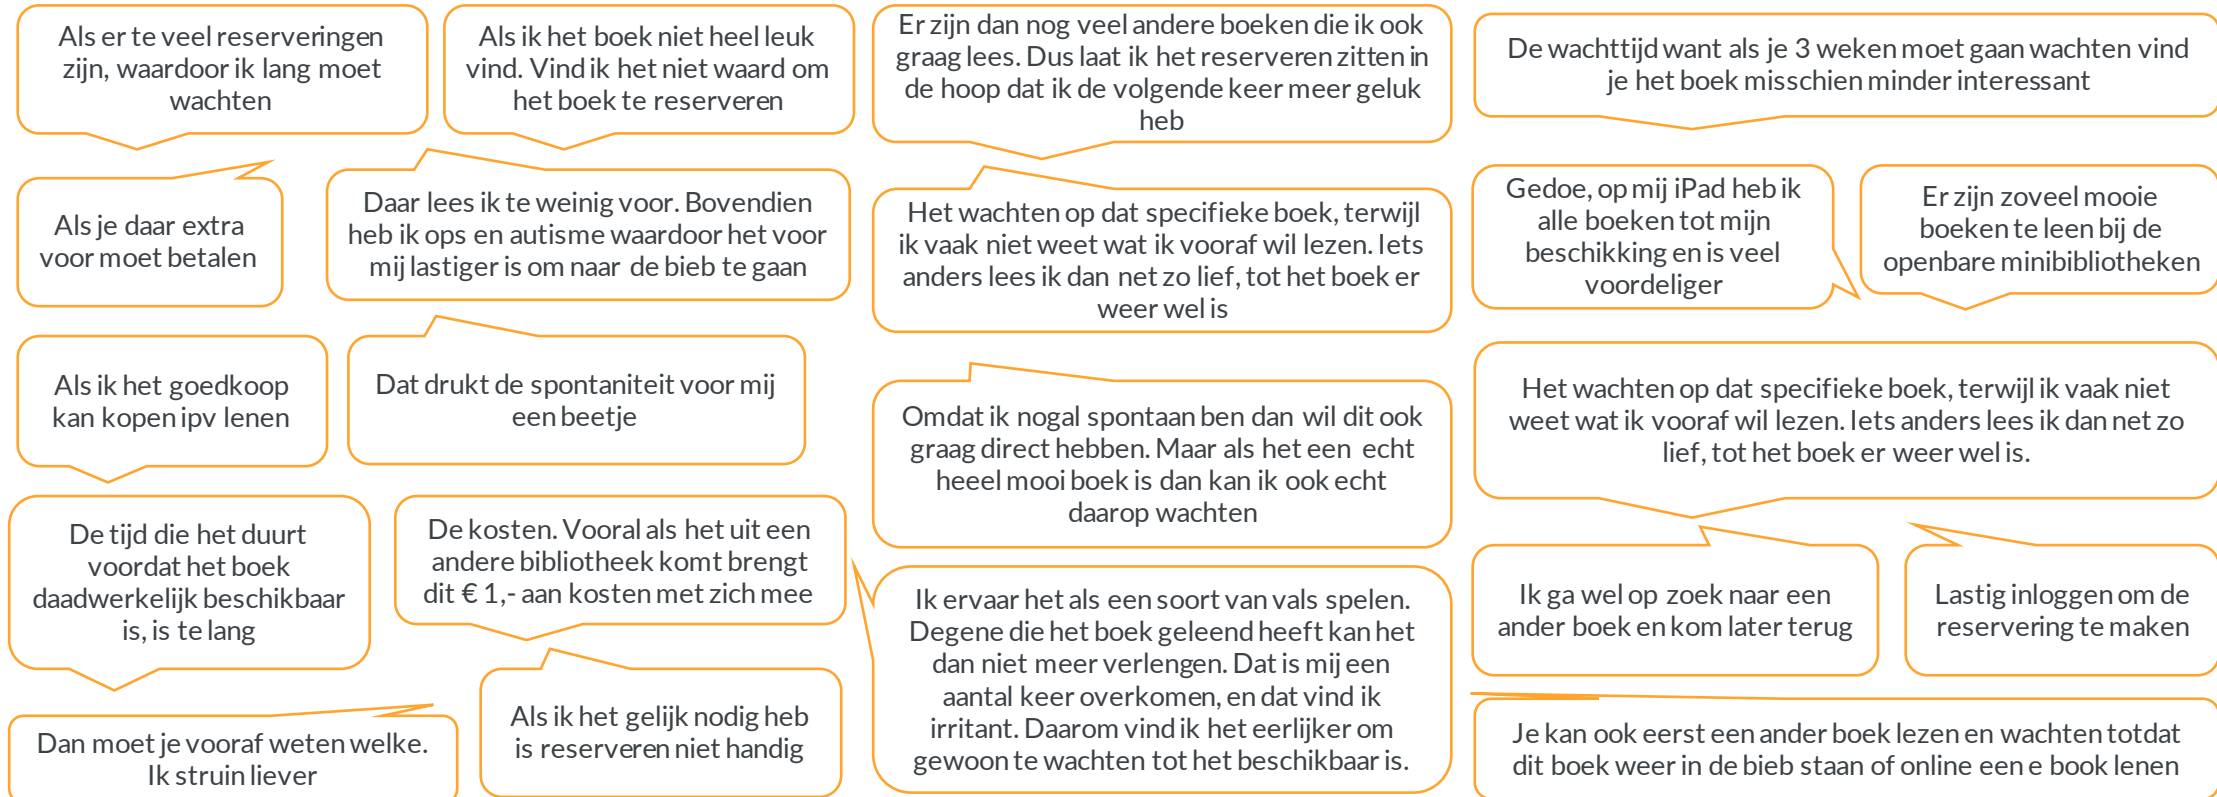 Als er te veel reserveringen
zijn, waardoor ik lang moet
wachten
Als ik het boek niet heel leuk
vind. Vind ik het niet waard om
het boek te reserveren
Er zijn dan nog veel andere boeken die ik ook
graag lees. Dus laat ik het reserveren zitten in
de hoop dat ik de volgende keer meer geluk
heb
De wachttijd want als je 3 weken moet gaan wachten vind
je het boek misschien minder interessant
Als je daar extra
voor moet betalen
Daar lees ik te weinig voor. Bovendien
heb ik ops en autisme waardoor het voor
mij lastiger is om naar de bieb te gaan
Het wachten op dat specifieke boek, terwijl
ik vaak niet weet wat ik vooraf wil lezen. Iets
anders lees ik dan net zo lief, tot het boek er
weer wel is
Gedoe, op mij iPad heb ik
alle boeken tot mijn
beschikking en is veel
voordeliger
Er zijn zoveel mooie
boeken te leen bij de
openbare minibibliotheken
Als ik het goedkoop
kan kopen ipv lenen
Dat drukt de spontaniteit voor mij
een beetje
Omdat ik nogal spontaan ben dan wil dit ook
graag direct hebben. Maar als het een echt
heeel mooi boek is dan kan ik ook echt
daarop wachten
Het wachten op dat specifieke boek, terwijl ik vaak niet
weet wat ik vooraf wil lezen. Iets anders lees ik dan net zo
lief, tot het boek er weer wel is.
De tijd die het duurt
voordat het boek
daadwerkelijk beschikbaar
is, is te lang
De kosten. Vooral als het uit een
andere bibliotheek komt brengt
dit € 1,- aan kosten met zich mee
Ik ervaar het als een soort van vals spelen.
Degene die het boek geleend heeft kan het
dan niet meer verlengen. Dat is mij een
aantal keer overkomen, en dat vind ik
irritant. Daarom vind ik het eerlijker om
gewoon te wachten tot het beschikbaar is.
Ik ga wel op zoek naar een
ander boek en kom later terug
Lastig inloggen om de
reservering te maken
Dan moet je vooraf weten welke.
Ik struin liever
Als ik het gelijk nodig heb
is reserveren niet handig
Je kan ook eerst een ander boek lezen en wachten totdat
dit boek weer in de bieb staan of online een e book lenen